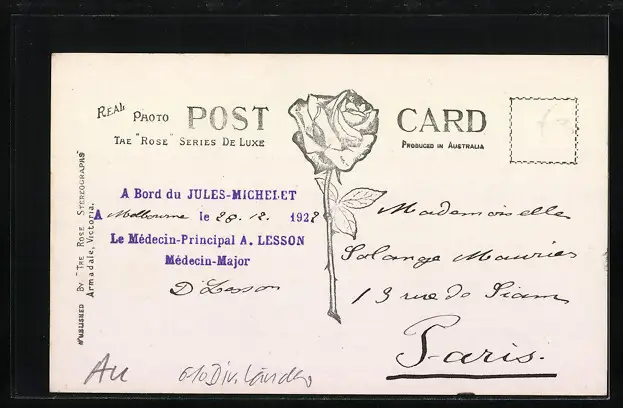 REAL PHOTO POST CARD
THE "ROSE" SERIES DE LUXE
PRODUCED IN AUSTRALIA
PUBLISHED BY "THE ROSE STEREOGRAPHS"
Armadale, Victoria.
A Bord du JULES-MICHELET
A Melbourne le 28. 12. 1922
Le Médecin-Principal A. LESSON
Médecin-Major
Dr Lesson
Mademoiselle
Solange Mauries
13 rue de Siam
Paris.
Au